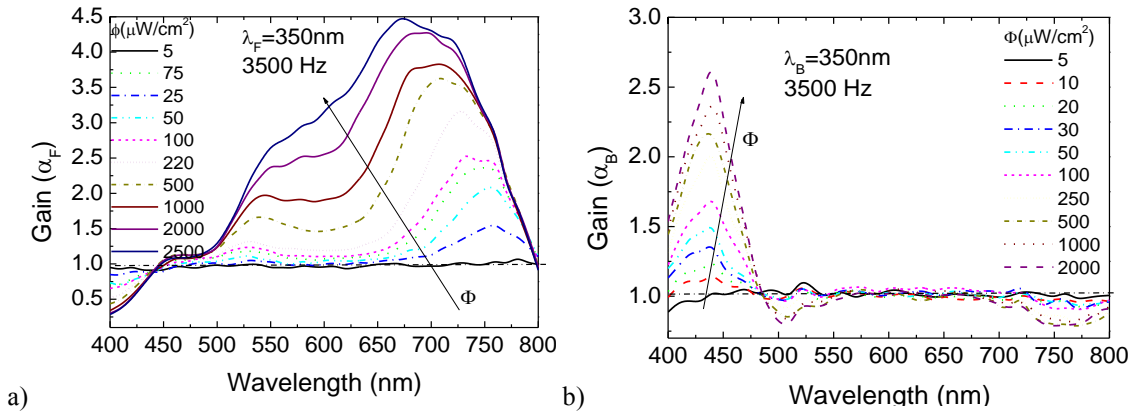 ϕ(μW/cm²)
5
75
25
50
100
220
500
1000
2000
2500
λF=350nm
3500 Hz
Φ
4.5
4.0
3.5
3.0
2.5
2.0
1.5
1.0
0.5
Gain (αF)
400 450 500 550 600 650 700 750 800
Wavelength (nm)
a)
λB=350nm
3500 Hz
Φ
Φ(μW/cm²)
5
10
20
30
50
100
250
500
1000
2000
3.0
2.5
2.0
1.5
1.0
Gain (αB)
400 450 500 550 600 650 700 750 800
Wavelength (nm)
b)